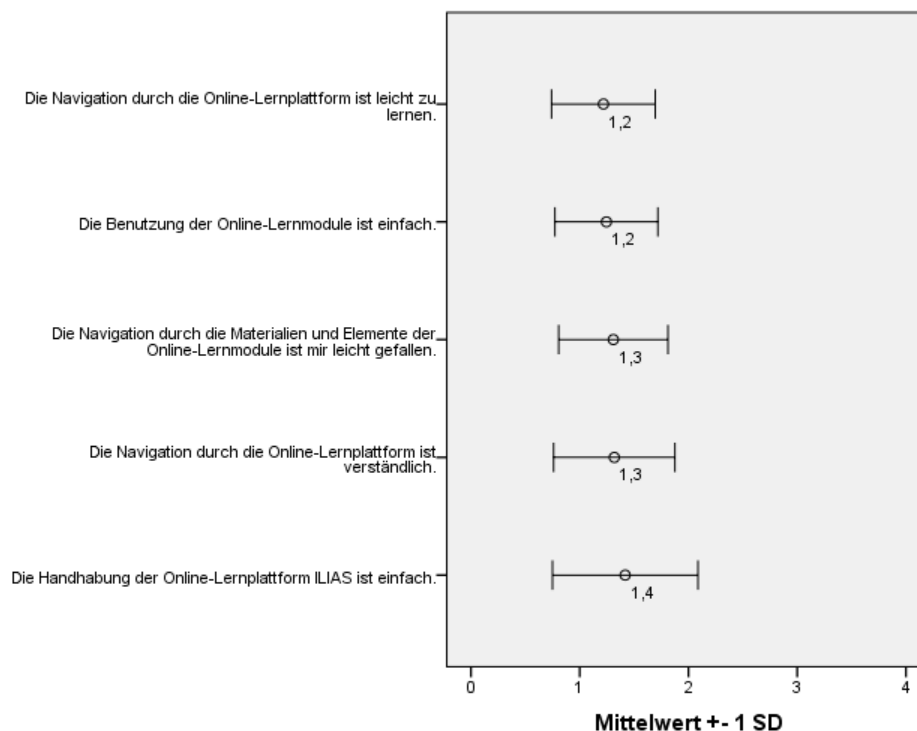 Die Navigation durch die Online-Lernplattform ist leicht zu
lernen.
1,2
Die Benutzung der Online-Lernmodule ist einfach.
1,2
Die Navigation durch die Materialien und Elemente der
Online-Lernmodule ist mir leicht gefallen.
1,3
Die Navigation durch die Online-Lernplattform ist
verständlich.
1,3
Die Handhabung der Online-Lernplattform ILIAS ist einfach.
1,4
0 1 2 3 4
Mittelwert +- 1 SD